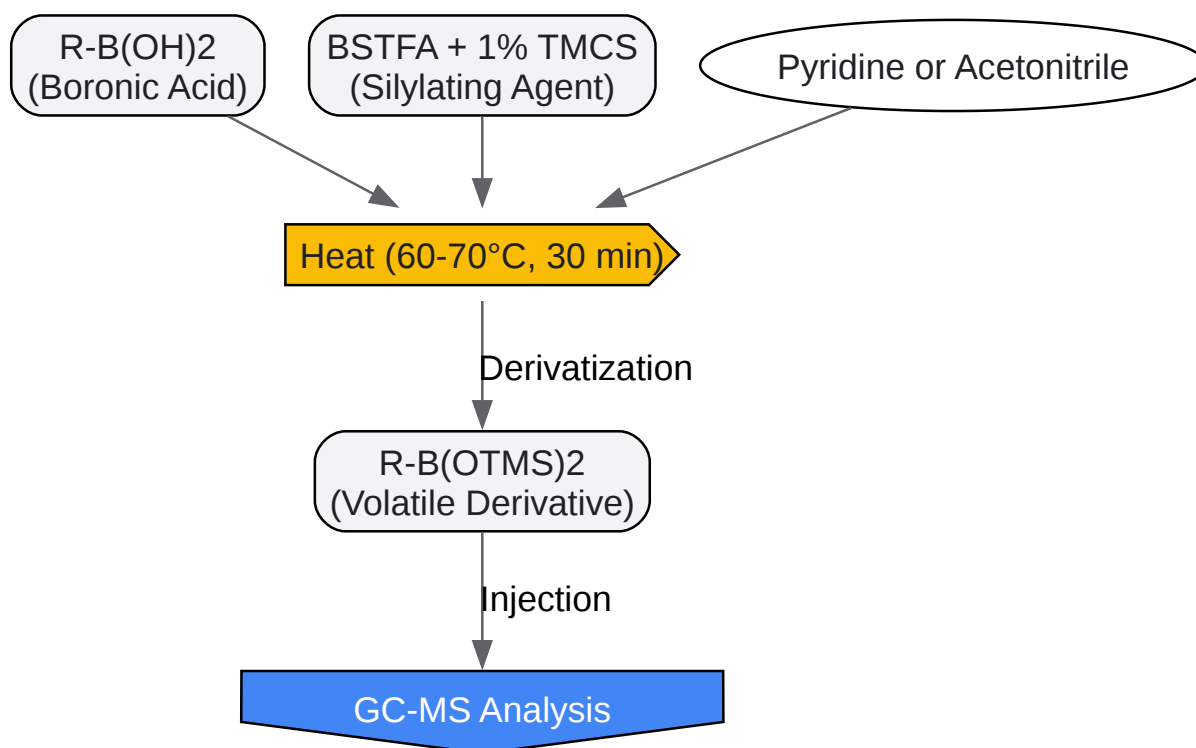 R-B(OH)2
(Boronic Acid)
BSTFA + 1% TMCS
(Silylating Agent)
Pyridine or Acetonitrile
Heat (60-70°C, 30 min)
Derivatization
R-B(OTMS)2
(Volatile Derivative)
Injection
GC-MS Analysis